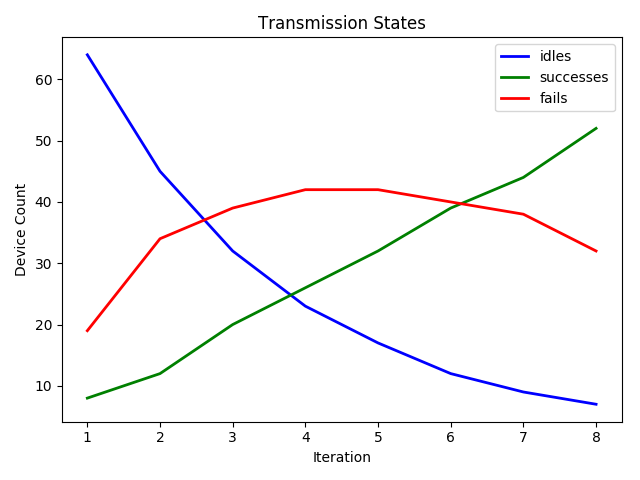 Transmission States
idles
successes
fails
Device Count
60
50
40
30
20
10
1 2 3 4 5 6 7 8
Iteration